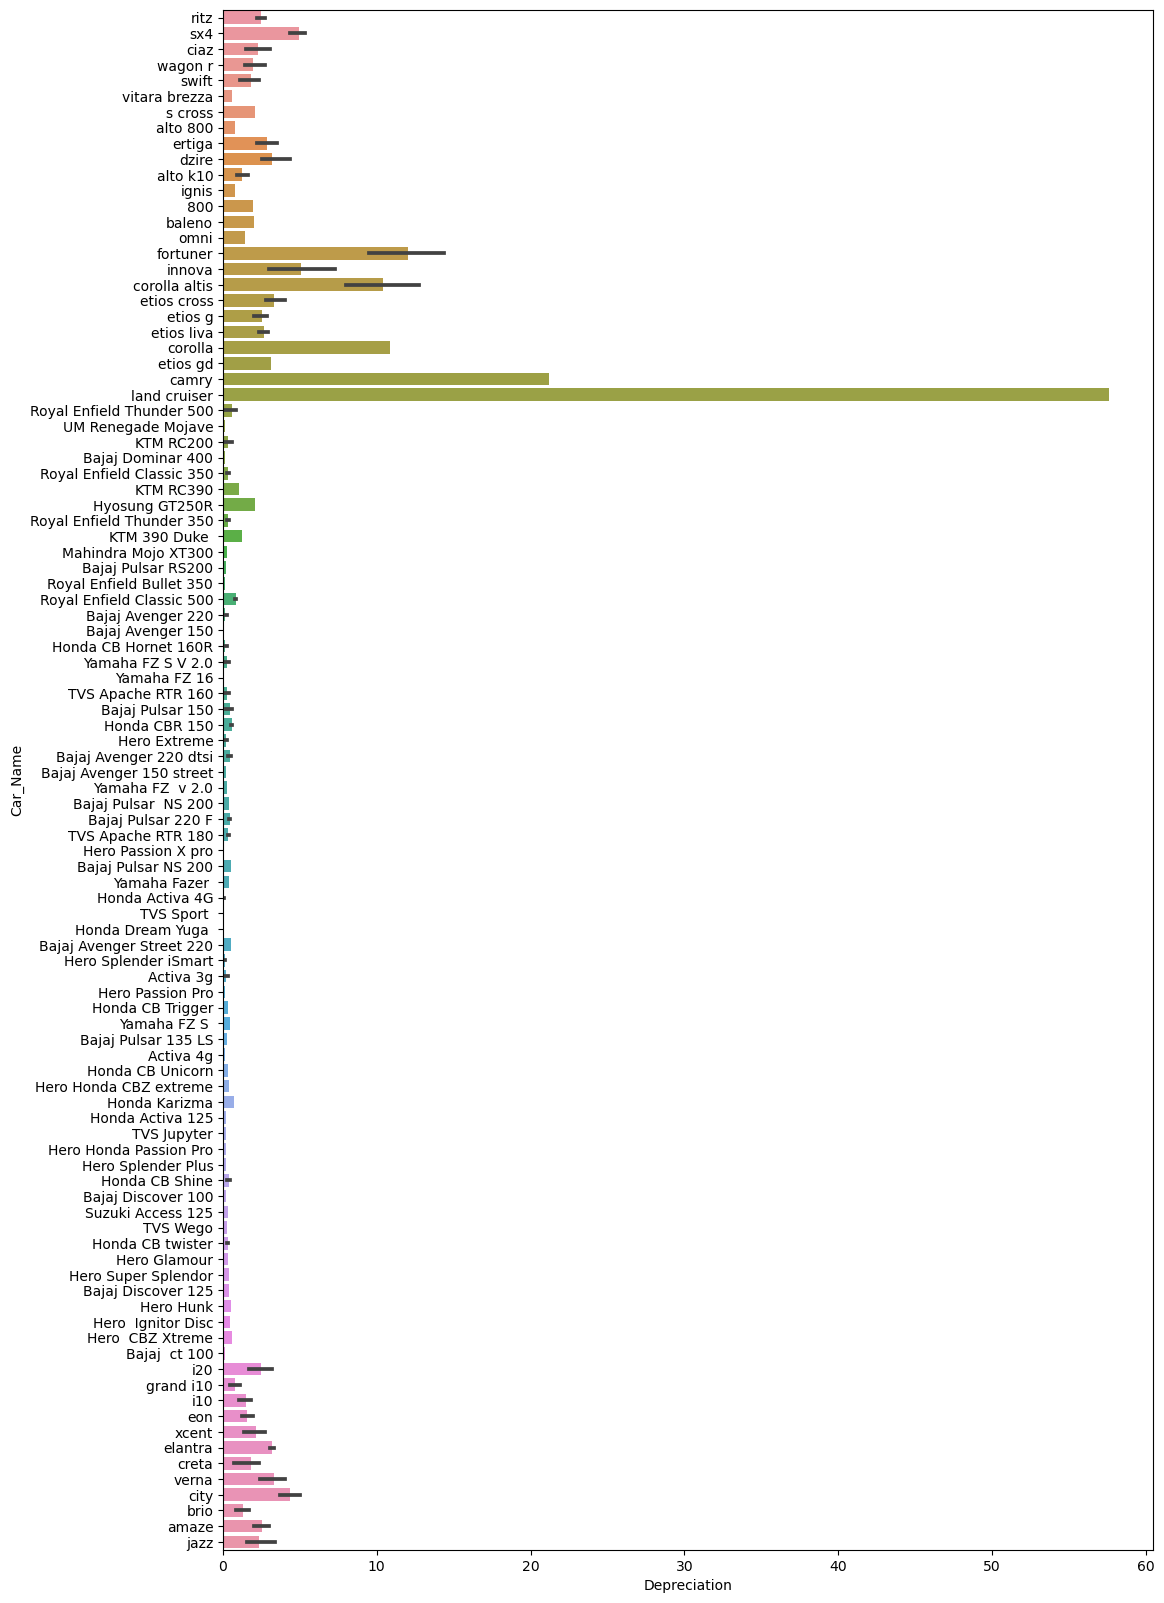 ritz
sx4
ciaz
wagon r
swift
vitara brezza
s cross
alto 800
ertiga
dzire
alto k10
ignis
800
baleno
omni
fortuner
innova
corolla altis
etios cross
etios g
etios liva
corolla
etios gd
camry
land cruiser
Royal Enfield Thunder 500
UM Renegade Mojave
KTM RC200
Bajaj Dominar 400
Royal Enfield Classic 350
KTM RC390
Hyosung GT250R
Royal Enfield Thunder 350
KTM 390 Duke
Mahindra Mojo XT300
Bajaj Pulsar RS200
Royal Enfield Bullet 350
Royal Enfield Classic 500
Bajaj Avenger 220
Bajaj Avenger 150
Honda CB Hornet 160R
Yamaha FZ S V 2.0
Yamaha FZ 16
TVS Apache RTR 160
Bajaj Pulsar 150
Honda CBR 150
Hero Extreme
Bajaj Avenger 220 dtsi
Bajaj Avenger 150 street
Yamaha FZ  v 2.0
Bajaj Pulsar  NS 200
Bajaj Pulsar 220 F
TVS Apache RTR 180
Hero Passion X pro
Bajaj Pulsar NS 200
Yamaha Fazer
Honda Activa 4G
TVS Sport
Honda Dream Yuga
Bajaj Avenger Street 220
Hero Splender iSmart
Activa 3g
Hero Passion Pro
Honda CB Trigger
Yamaha FZ S
Bajaj Pulsar 135 LS
Activa 4g
Honda CB Unicorn
Hero Honda CBZ extreme
Honda Karizma
Honda Activa 125
TVS Jupyter
Hero Honda Passion Pro
Hero Splender Plus
Honda CB Shine
Bajaj Discover 100
Suzuki Access 125
TVS Wego
Honda CB twister
Hero Glamour
Hero Super Splendor
Bajaj Discover 125
Hero Hunk
Hero  Ignitor Disc
Hero  CBZ Xtreme
Bajaj  ct 100
i20
grand i10
i10
eon
xcent
elantra
creta
verna
city
brio
amaze
jazz
Car_Name
0 10 20 30 40 50 60
Depreciation